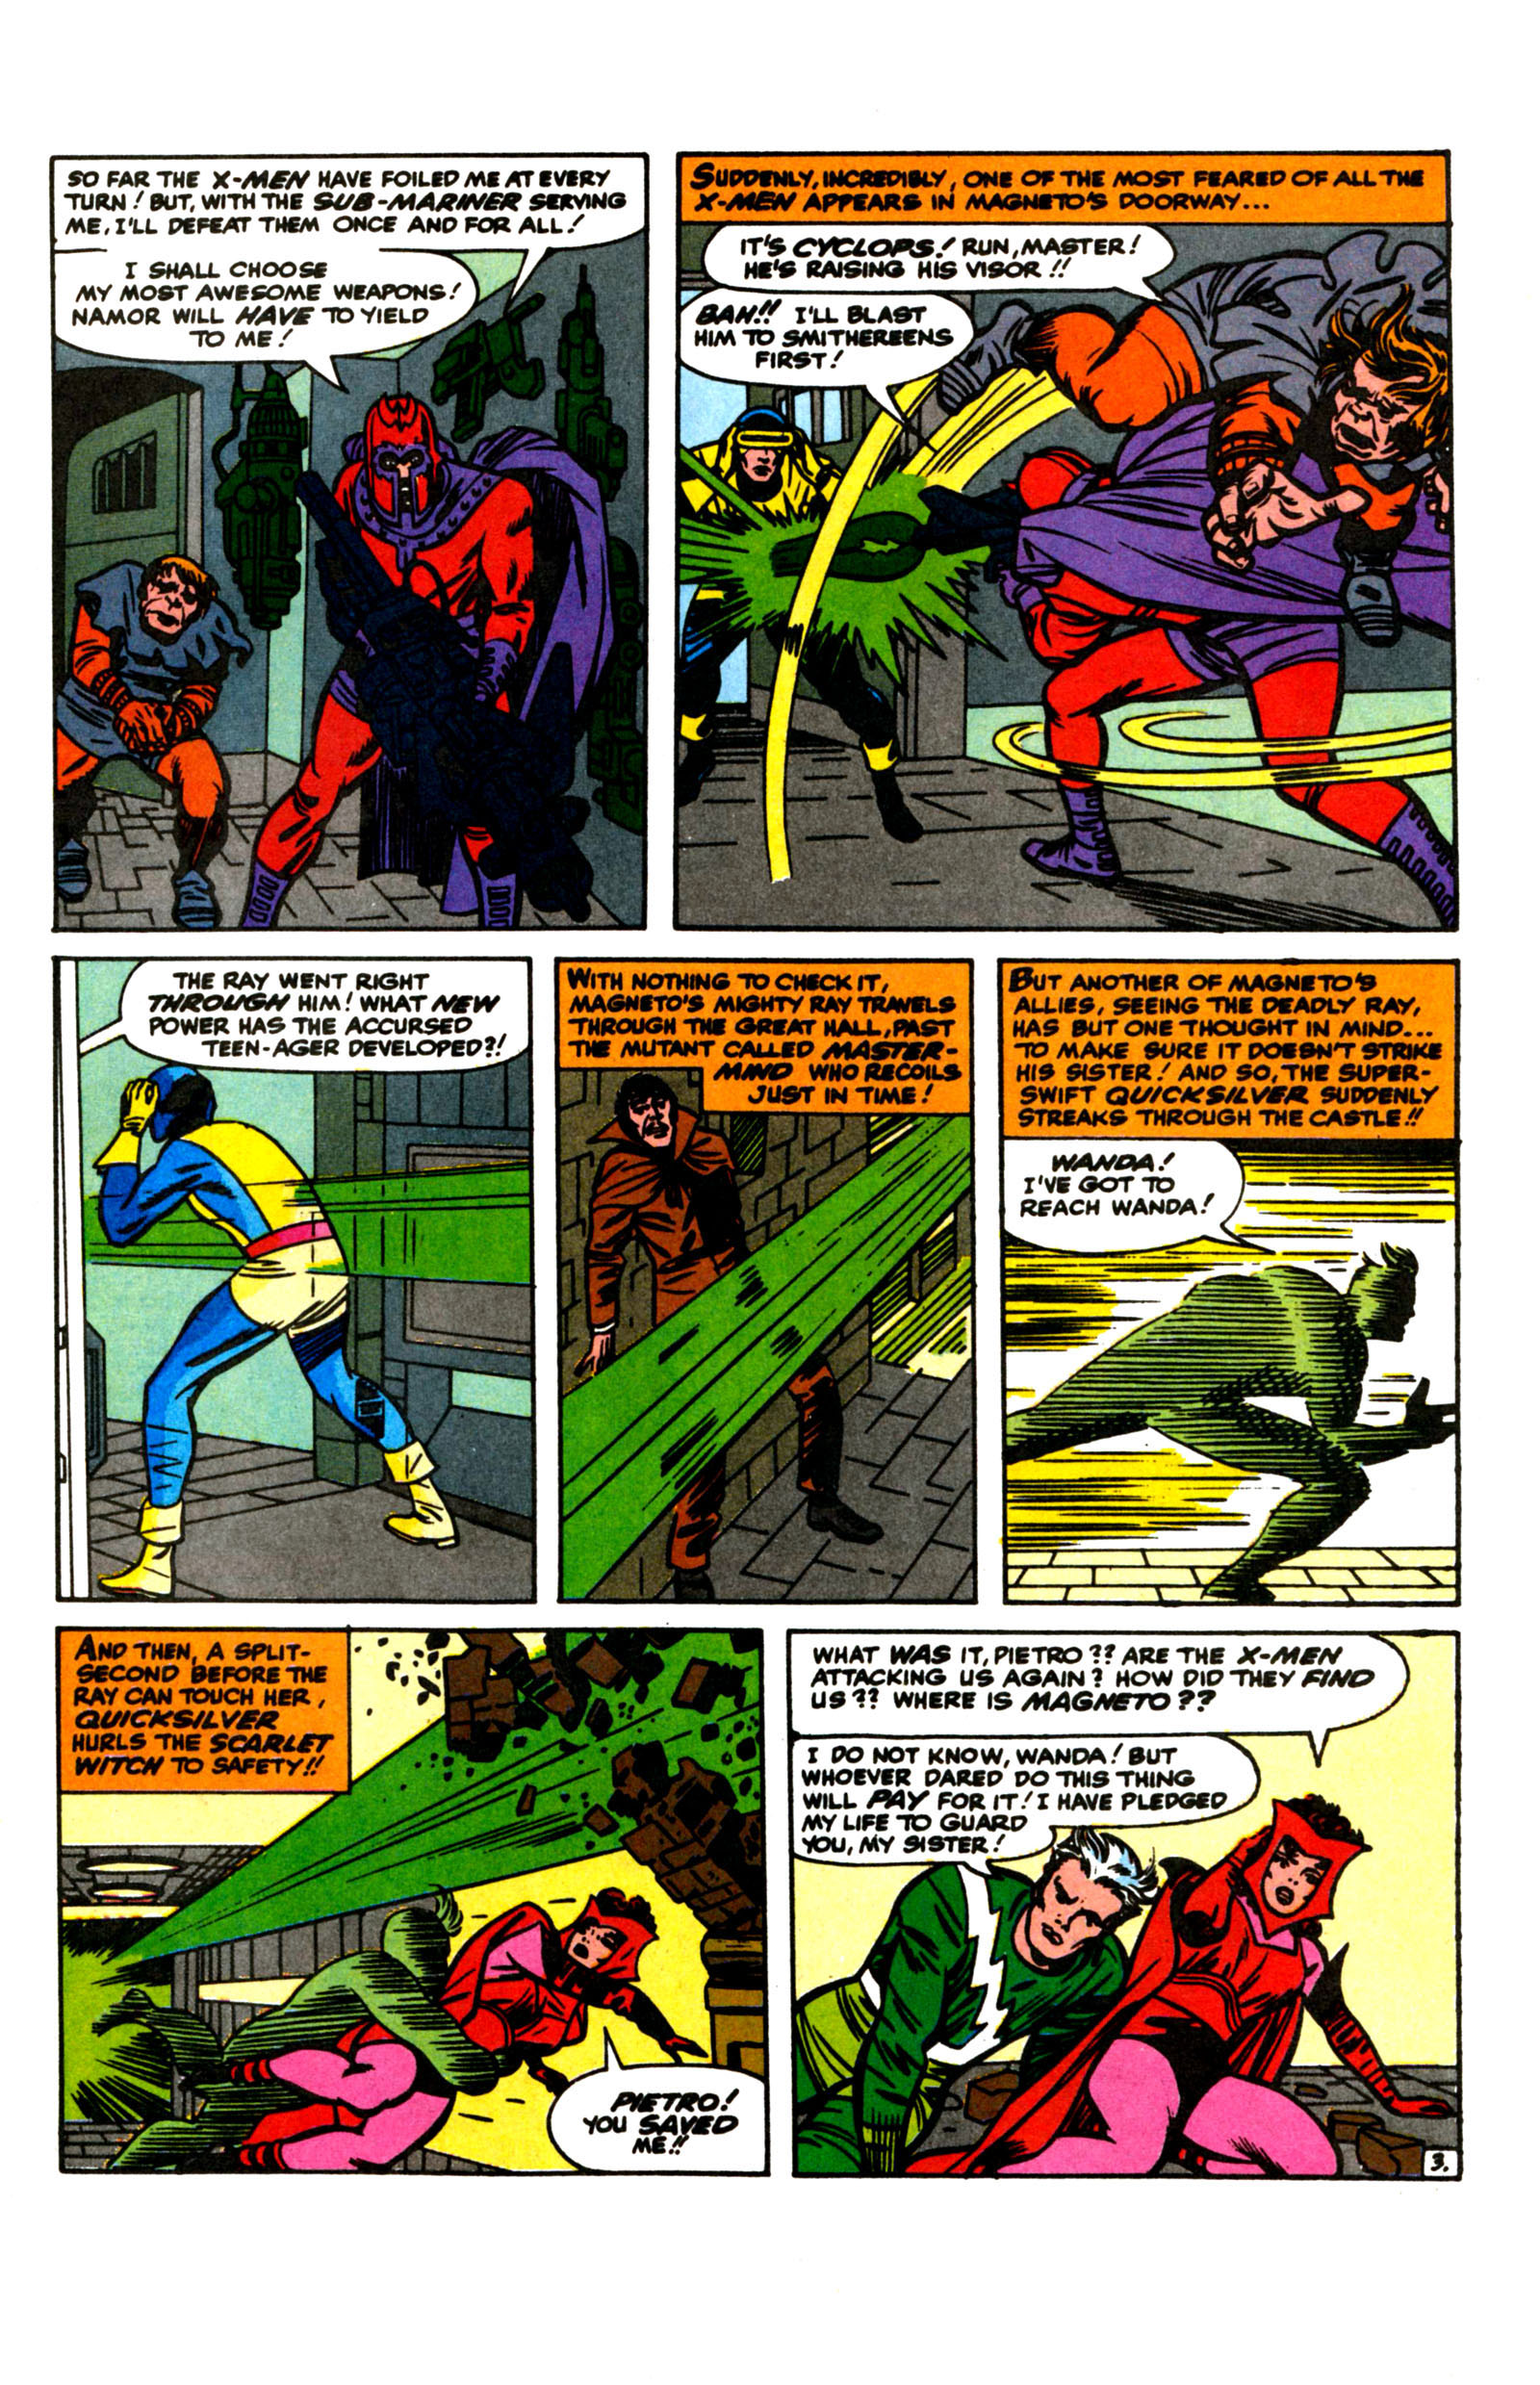 SO FAR THE X-MEN HAVE FOILED ME AT EVERY
TURN! BUT, WITH THE SUB-MARINER SERVING
ME, I'LL DEFEAT THEM ONCE AND FOR ALL!
I SHALL CHOOSE
MY MOST AWESOME WEAPONS!
NAMOR WILL HAVE TO YIELD
TO ME!
SUDDENLY, INCREDIBLY, ONE OF THE MOST FEARED OF ALL THE
X-MEN APPEARS IN MAGNETO'S DOORWAY...
IT'S CYCLOPS! RUN, MASTER!
HE'S RAISING HIS VISOR!!
BAH!! I'LL BLAST
HIM TO SMITHEREENS
FIRST!
THE RAY WENT RIGHT
THROUGH HIM! WHAT NEW
POWER HAS THE ACCURSED
TEEN-AGER DEVELOPED?!
WITH NOTHING TO CHECK IT,
MAGNETO'S MIGHTY RAY TRAVELS
THROUGH THE GREAT HALL, PAST
THE MUTANT CALLED MASTER-
MIND WHO RECOILS
JUST IN TIME!
BUT ANOTHER OF MAGNETO'S
ALLIES, SEEING THE DEADLY RAY,
HAS BUT ONE THOUGHT IN MIND...
TO MAKE SURE IT DOESN'T STRIKE
HIS SISTER! AND SO, THE SUPER-
SWIFT QUICKSILVER SUDDENLY
STREAKS THROUGH THE CASTLE!!
WANDA!
I'VE GOT TO
REACH WANDA!
AND THEN, A SPLIT-
SECOND BEFORE THE
RAY CAN TOUCH HER,
QUICKSILVER
HURLS THE SCARLET
WITCH TO SAFETY!!
PIETRO!
YOU SAVED
ME!!
WHAT WAS IT, PIETRO?? ARE THE X-MEN
ATTACKING US AGAIN? HOW DID THEY FIND
US?? WHERE IS MAGNETO??
I DO NOT KNOW, WANDA! BUT
WHOEVER DARED DO THIS THING
WILL PAY FOR IT! I HAVE PLEDGED
MY LIFE TO GUARD
YOU, MY SISTER!
3.